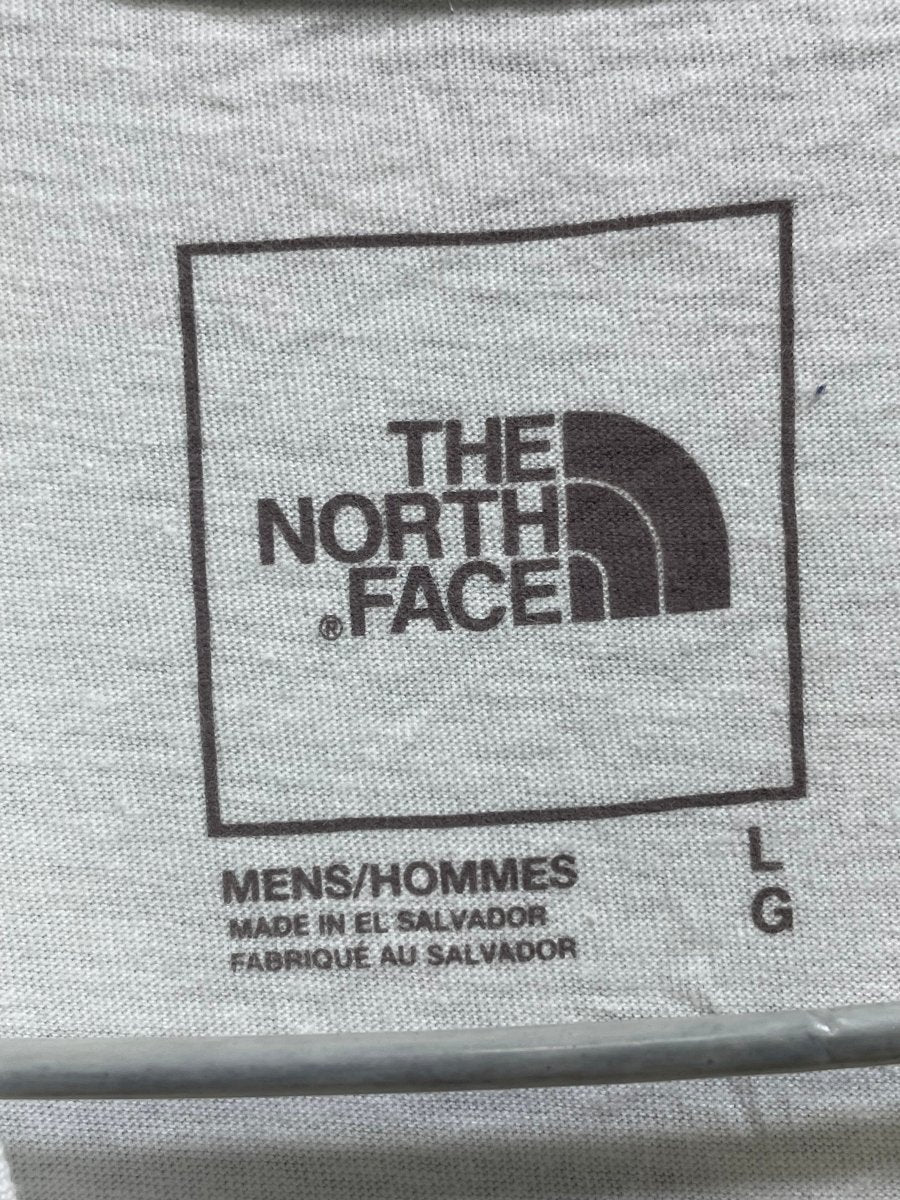 THE
NORTH
® FACE
MENS/HOMMES
MADE IN EL SALVADOR
FABRIQUÉ AU SALVADOR
L
G